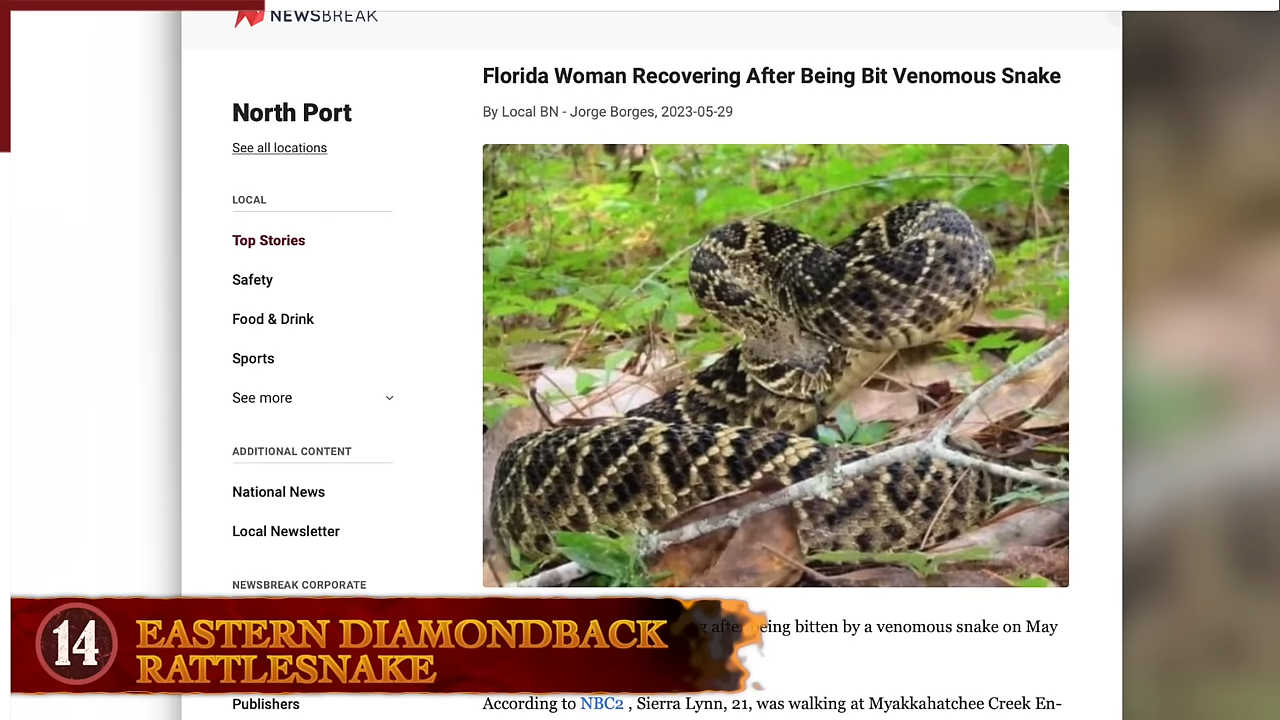 NEWSBREAK
Florida Woman Recovering After Being Bit Venomous Snake
By Local BN - Jorge Borges, 2023-05-29
North Port
See all locations
LOCAL
Top Stories
Safety
Food & Drink
Sports
See more
ADDITIONAL CONTENT
National News
Local Newsletter
NEWSBREAK CORPORATE
14
EASTERN DIAMONDBACK
RATTLESNAKE
after being bitten by a venomous snake on May
Publishers
According to NBC2 , Sierra Lynn, 21, was walking at Myakkahatchee Creek En-